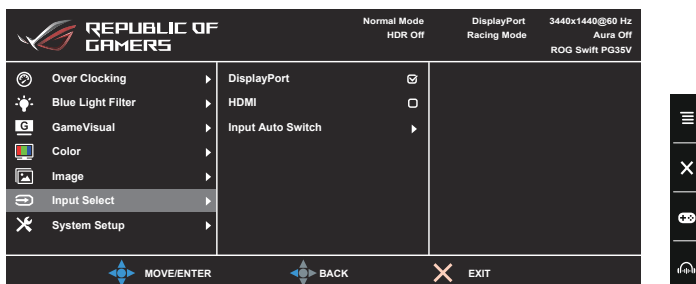 REPUBLIC OF
GAMERS
Normal Mode
HDR Off
DisplayPort
Racing Mode
3440x1440@60 Hz
Aura Off
ROG Swift PG35V
Over Clocking
Blue Light Filter
GameVisual
Color
Image
Input Select
System Setup
DisplayPort
HDMI
Input Auto Switch
G
MOVE/ENTER
BACK
EXIT